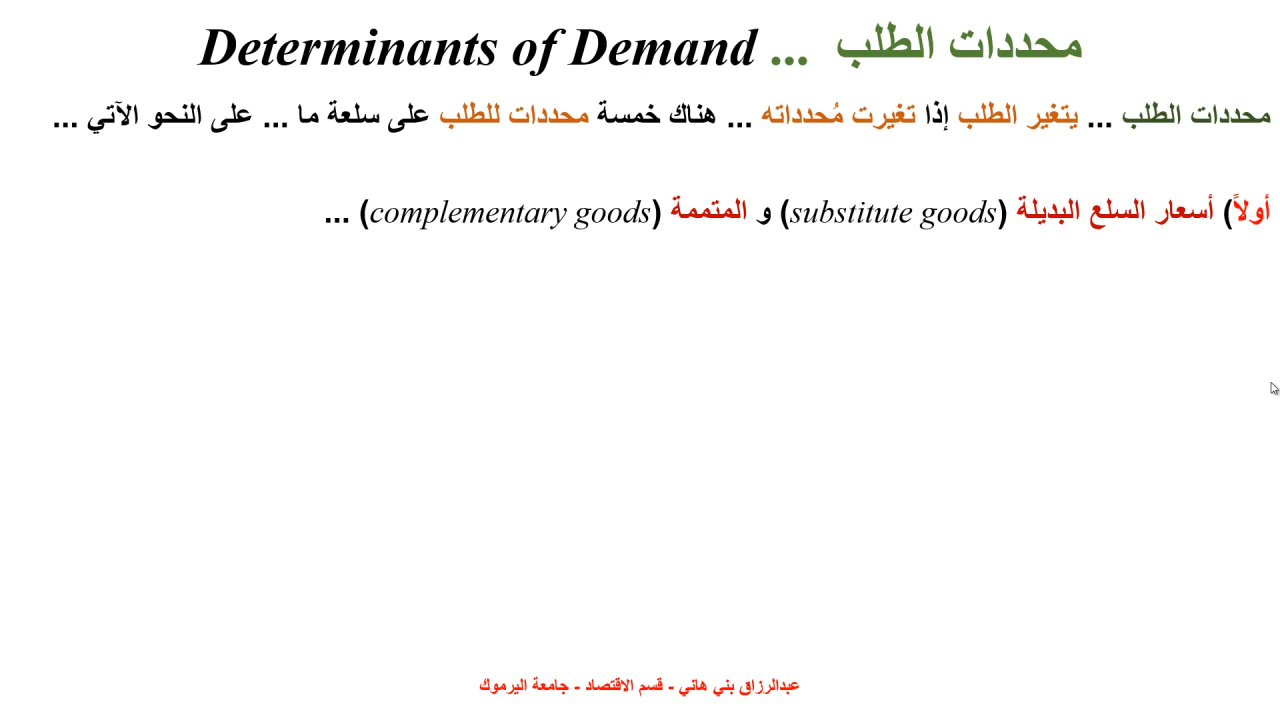 محددات الطلب ... Determinants of Demand
محددات الطلب ... يتغير الطلب إذا تغيرت مُحدداته ... هناك خمسة محددات للطلب على سلعة ما ... على النحو الآتي ...
أولاً) أسعار السلع البديلة (substitute goods) و المتممة (complementary goods) ...
عبدالرزاق بني هاني - قسم الاقتصاد - جامعة اليرموك